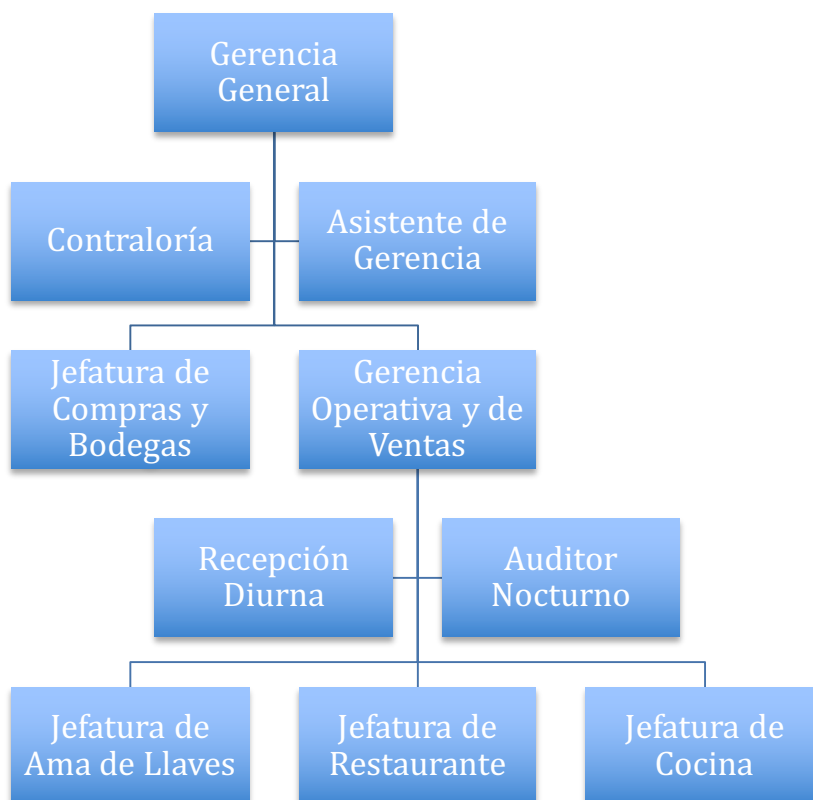 Gerencia
General
Contraloría
Asistente de
Gerencia
Jefatura de
Compras y
Bodegas
Gerencia
Operativa y de
Ventas
Recepción
Diurna
Auditor
Nocturno
Jefatura de
Ama de Llaves
Jefatura de
Restaurante
Jefatura de
Cocina